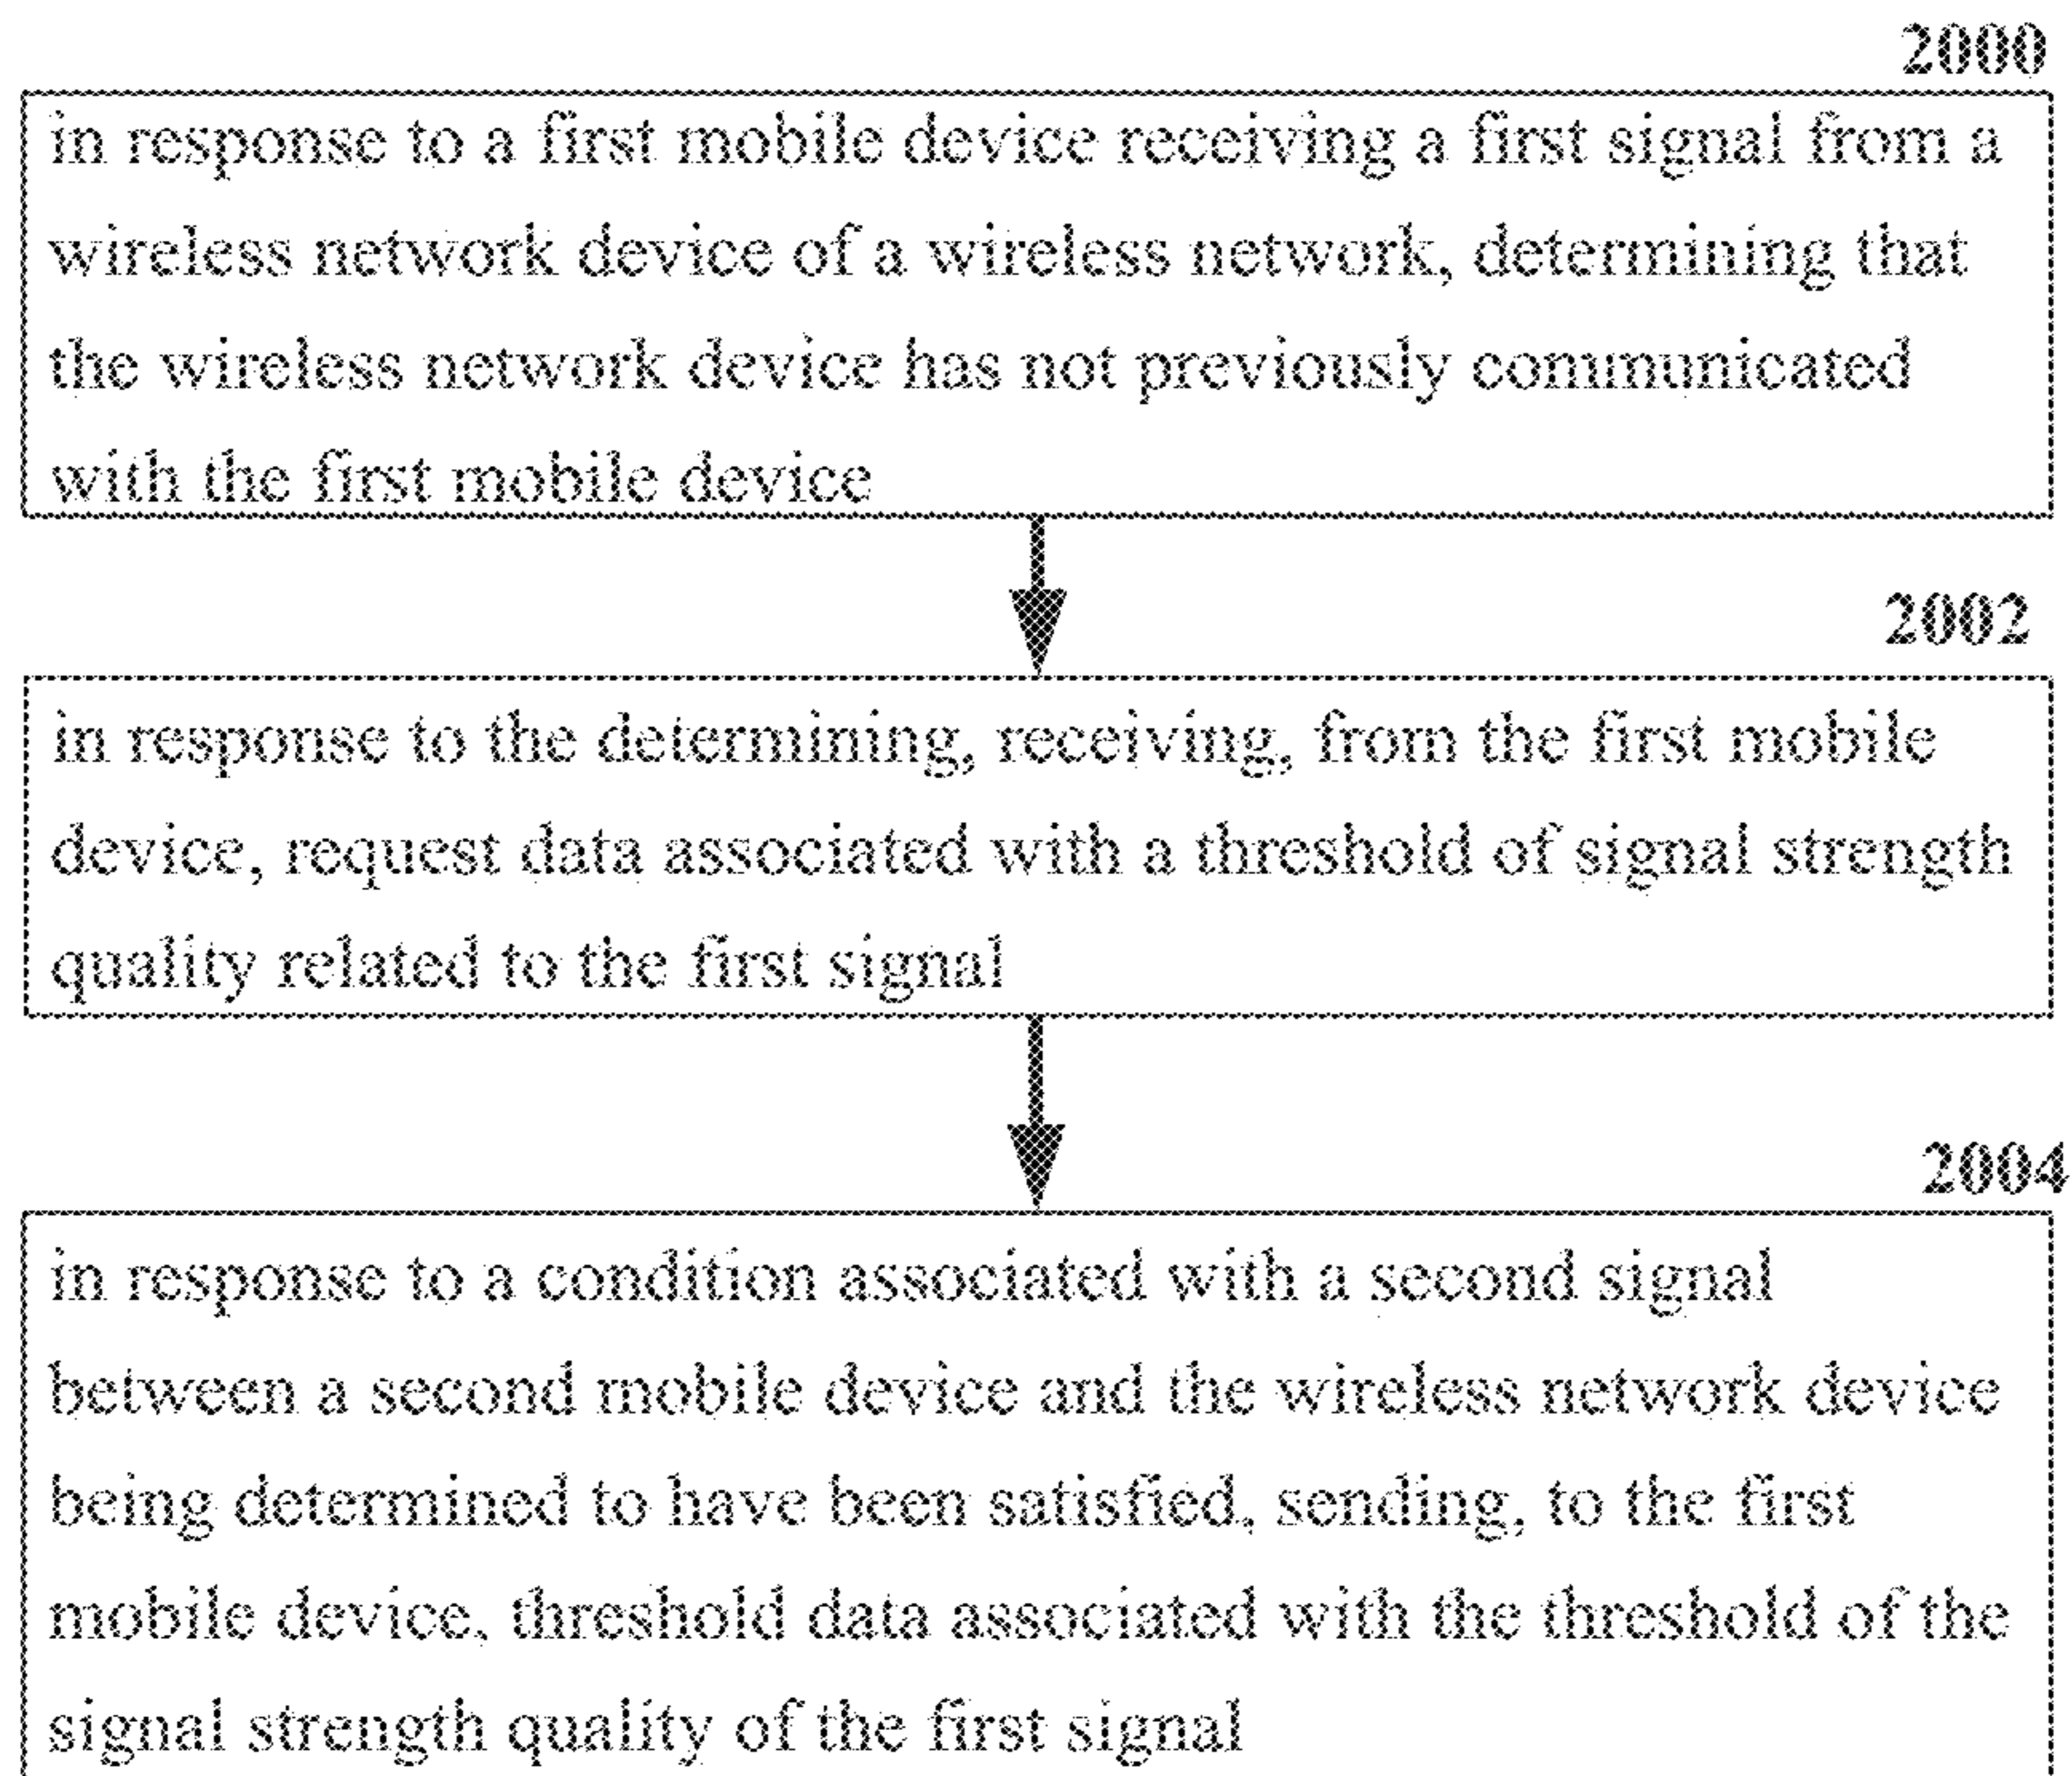 2000
in response to a first mobile device receiving a first signal from a
wireless network device of a wireless network, determining that
the wireless network device has not previously communicated
with the first mobile device
2002
in response to the determining, receiving, from the first mobile
device, request data associated with a threshold of signal strength
quality related to the first signal
2004
in response to a condition associated with a second signal
between a second mobile device and the wireless network device
being determined to have been satisfied, sending, to the first
mobile device, threshold data associated with the threshold of the
signal strength quality of the first signal